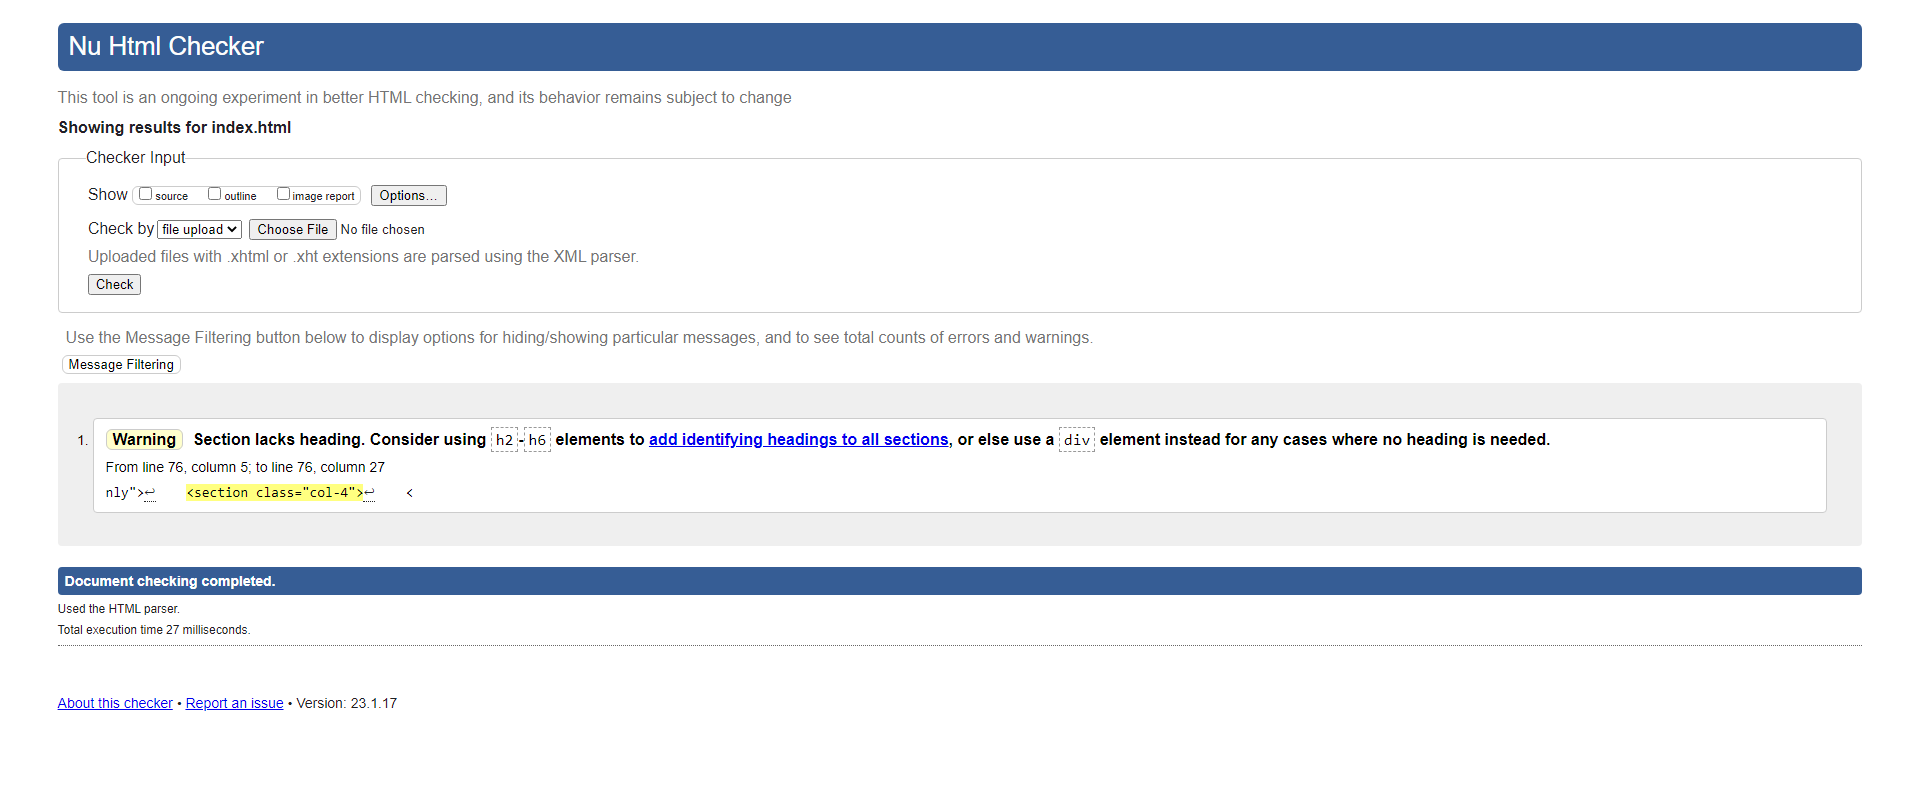 Nu Html Checker
This tool is an ongoing experiment in better HTML checking, and its behavior remains subject to change
Showing results for index.html
Checker Input
Show source outline image report Options...
Check by file upload Choose File No file chosen
Uploaded files with .xhtml or .xht extensions are parsed using the XML parser.
Check
Use the Message Filtering button below to display options for hiding/showing particular messages, and to see total counts of errors and warnings.
Message Filtering
1. Warning Section lacks heading. Consider using h2-h6 elements to add identifying headings to all sections, or else use a div element instead for any cases where no heading is needed.
From line 76, column 5; to line 76, column 27
nly">↩ <section class="col-4">↩ <
Document checking completed.
Used the HTML parser.
Total execution time 27 milliseconds.
About this checker • Report an issue • Version: 23.1.17